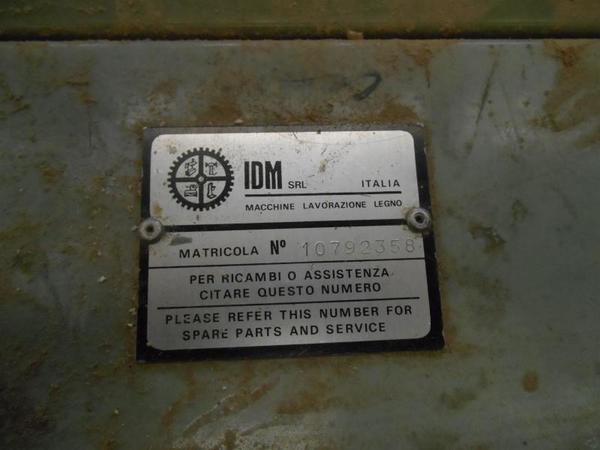 IDM SRL ITALIA
MACCHINE LAVORAZIONE LEGNO
MATRICOLA Nº 10792358
PER RICAMBI O ASSISTENZA
CITARE QUESTO NUMERO
PLEASE REFER THIS NUMBER FOR
SPARE PARTS AND SERVICE